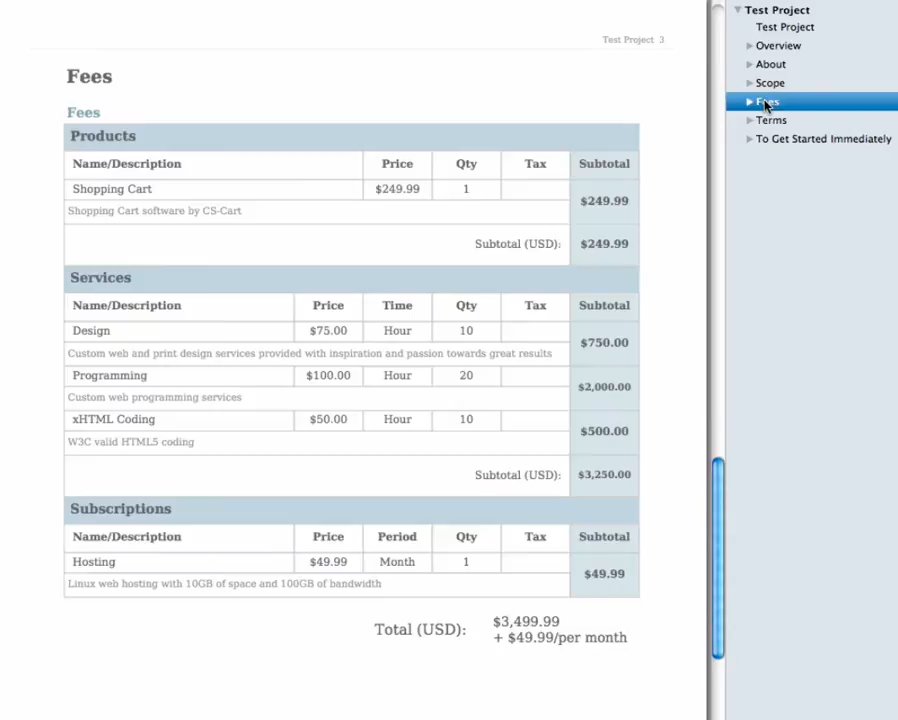 Test Project 3
Fees
Fees
Products
Name/Description Price Qty Tax Subtotal
Shopping Cart $249.99 1
$249.99
Shopping Cart software by CS-Cart
Subtotal (USD): $249.99
Services
Name/Description Price Time Qty Tax Subtotal
Design $75.00 Hour 10
$750.00
Custom web and print design services provided with inspiration and passion towards great results
Programming $100.00 Hour 20
$2,000.00
Custom web programming services
xHTML Coding $50.00 Hour 10
$500.00
W3C valid HTML5 coding
Subtotal (USD): $3,250.00
Subscriptions
Name/Description Price Period Qty Tax Subtotal
Hosting $49.99 Month 1
$49.99
Linux web hosting with 10GB of space and 100GB of bandwidth
Total (USD): $3,499.99
+ $49.99/per month
Test Project
Test Project
Overview
About
Scope
Fees
Terms
To Get Started Immediately